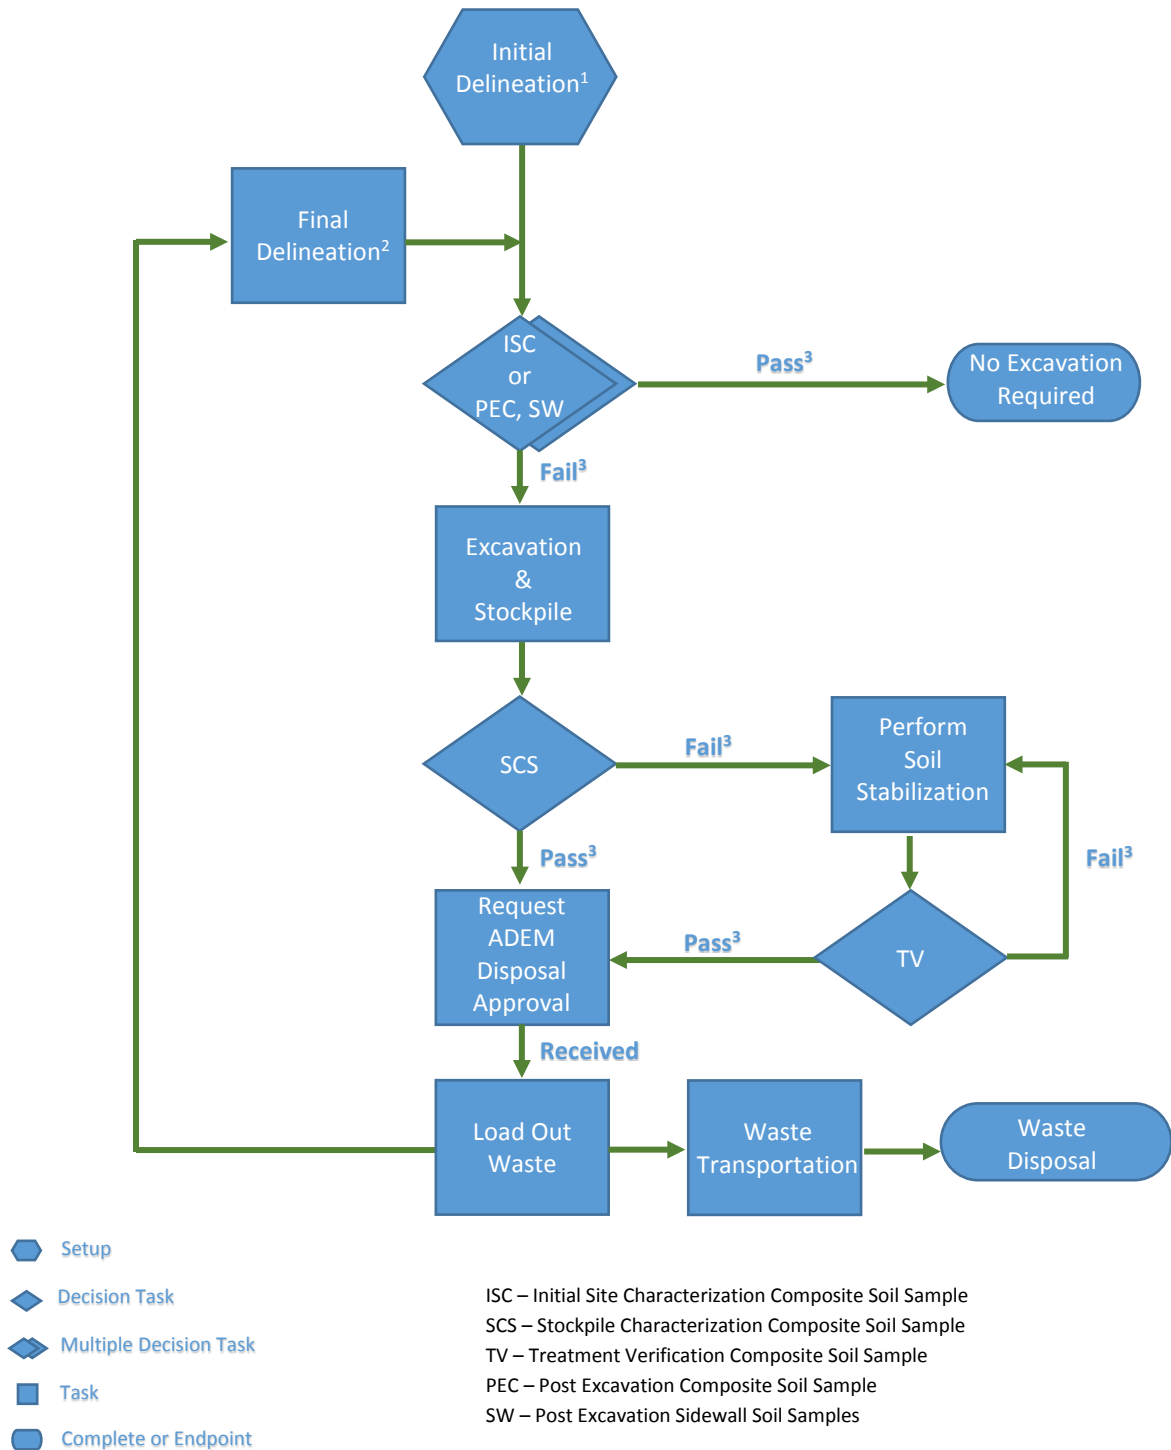 Initial
Delineation¹
Final
Delineation²
ISC
or
PEC, SW
Pass³
No Excavation
Required
Fail³
Excavation
&
Stockpile
SCS
Fail³
Perform
Soil
Stabilization
Pass³
Fail³
Request
ADEM
Disposal
Approval
Pass³
TV
Received
Load Out
Waste
Waste
Transportation
Waste
Disposal
Setup
Decision Task
Multiple Decision Task
Task
Complete or Endpoint
ISC – Initial Site Characterization Composite Soil Sample
SCS – Stockpile Characterization Composite Soil Sample
TV – Treatment Verification Composite Soil Sample
PEC – Post Excavation Composite Soil Sample
SW – Post Excavation Sidewall Soil Samples